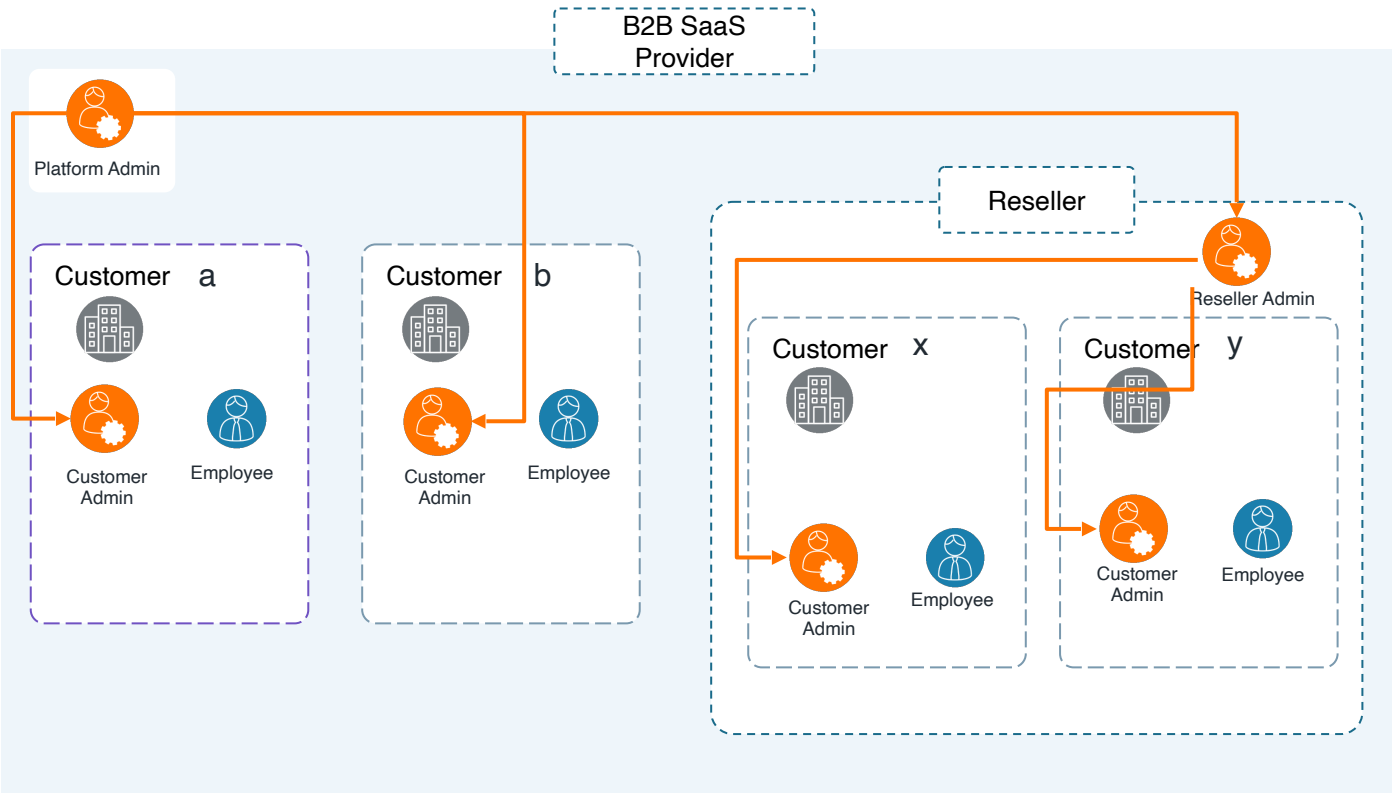 B2B SaaS
Provider
Platform Admin
Reseller
Reseller Admin
Customer a
Customer
Admin
Employee
Customer b
Customer
Admin
Employee
Customer x
Customer
Admin
Employee
Customer y
Customer
Admin
Employee